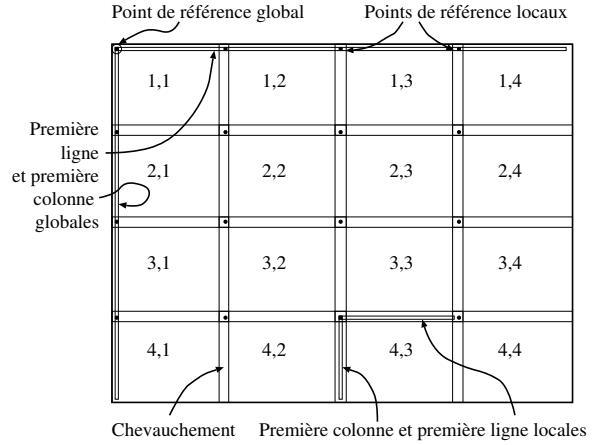 Point de référence global
Points de référence locaux
1,1
1,2
1,3
1,4
Première
ligne
et première
colonne
globales
2,1
2,2
2,3
2,4
3,1
3,2
3,3
3,4
4,1
4,2
4,3
4,4
Chevauchement
Première colonne et première ligne locales